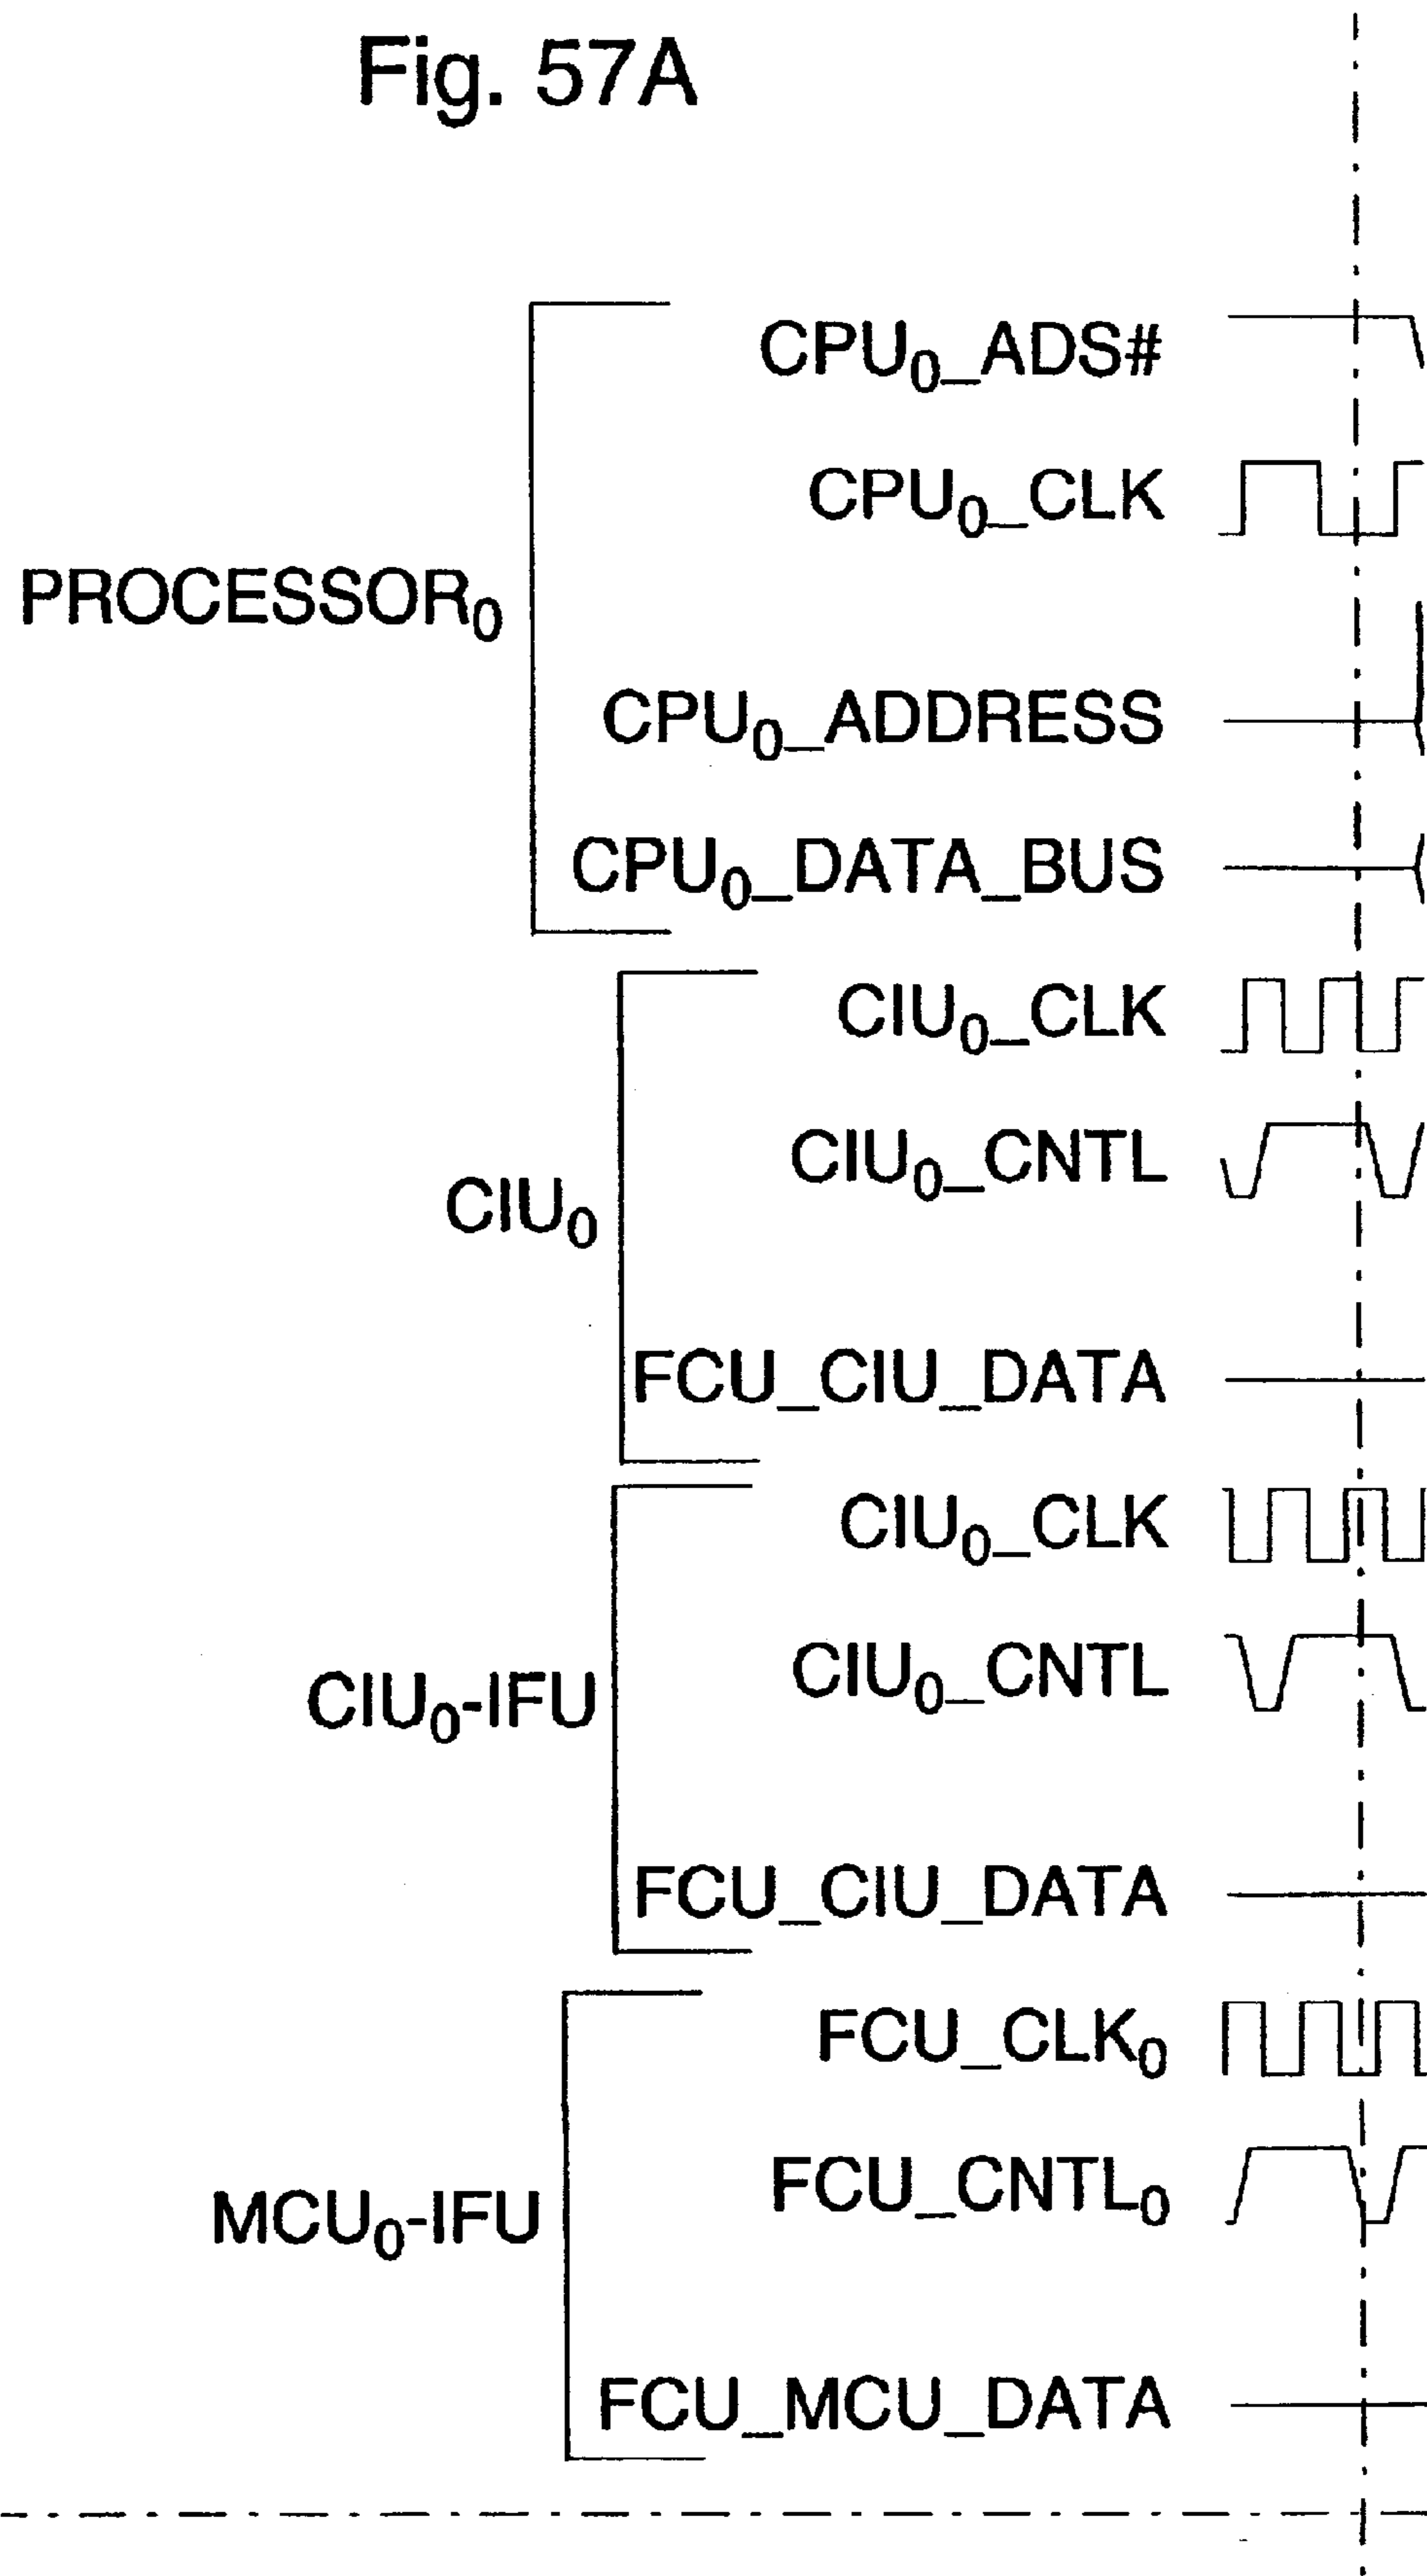 Fig. 57A
PROCESSOR₀
CPU₀_ADS#
CPU₀_CLK
CPU₀_ADDRESS
CPU₀_DATA_BUS
CIU₀
CIU₀_CLK
CIU₀_CNTL
FCU_CIU_DATA
CIU₀-IFU
CIU₀_CLK
CIU₀_CNTL
FCU_CIU_DATA
MCU₀-IFU
FCU_CLK₀
FCU_CNTL₀
FCU_MCU_DATA